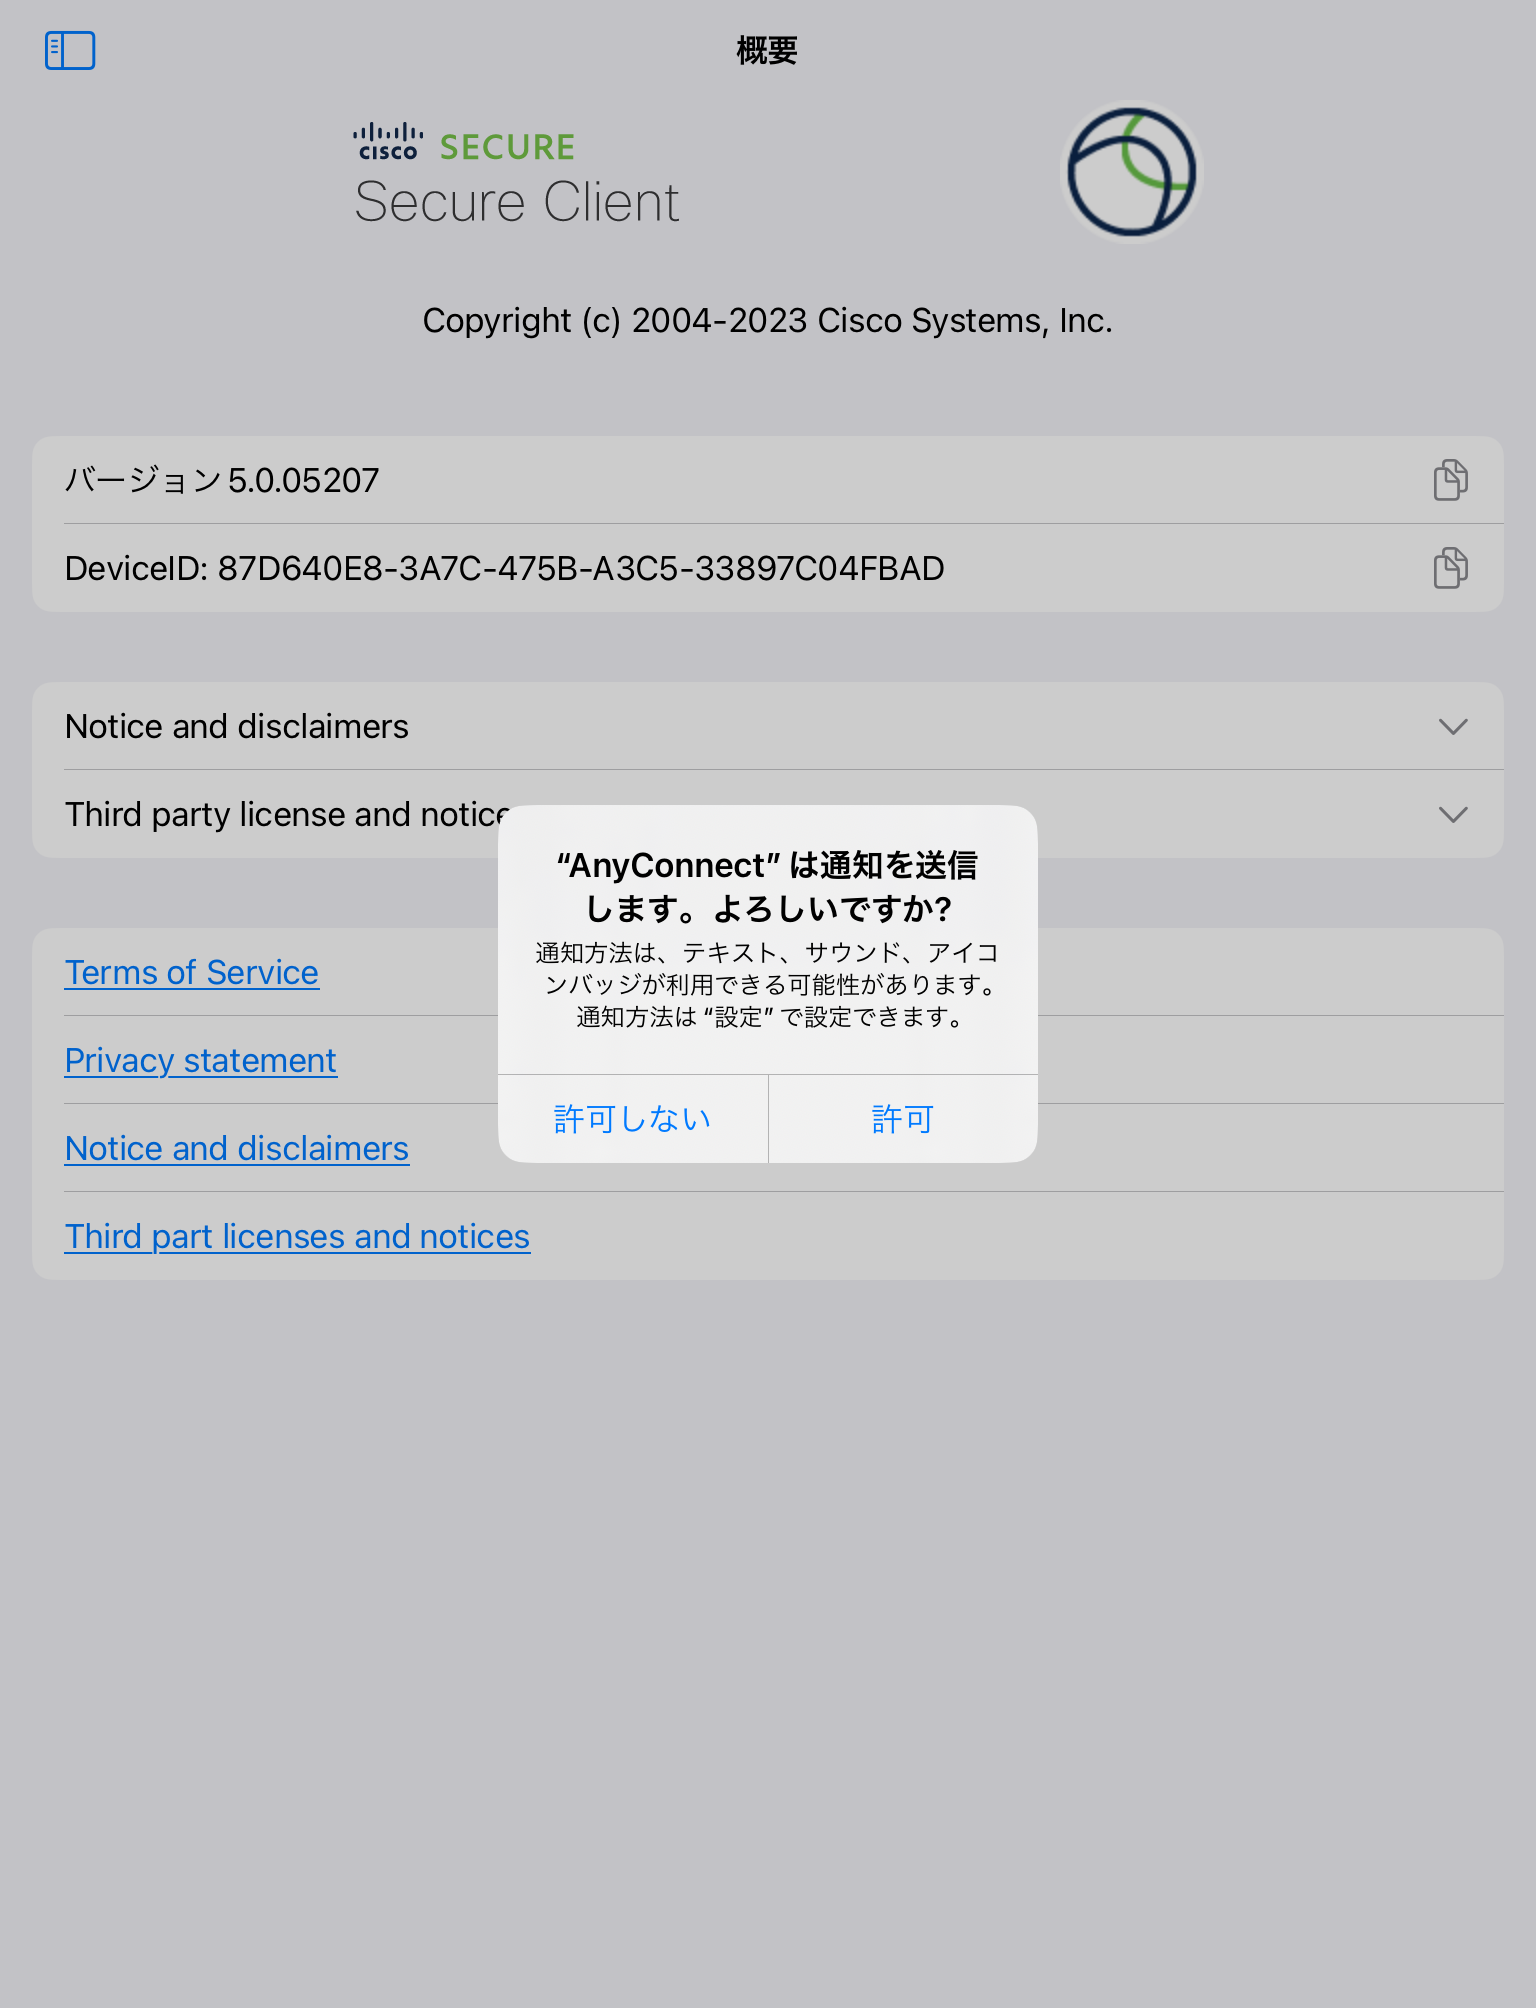 概要
CISCO SECURE
Secure Client
Copyright (c) 2004-2023 Cisco Systems, Inc.
バージョン 5.0.05207
DeviceID: 87D640E8-3A7C-475B-A3C5-33897C04FBAD
Notice and disclaimers
Third party license and notice
“AnyConnect” は通知を送信
します。よろしいですか?
通知方法は、テキスト、サウンド、アイコ
ンバッジが利用できる可能性があります。
通知方法は “設定” で設定できます。
許可しない
許可
Terms of Service
Privacy statement
Notice and disclaimers
Third part licenses and notices